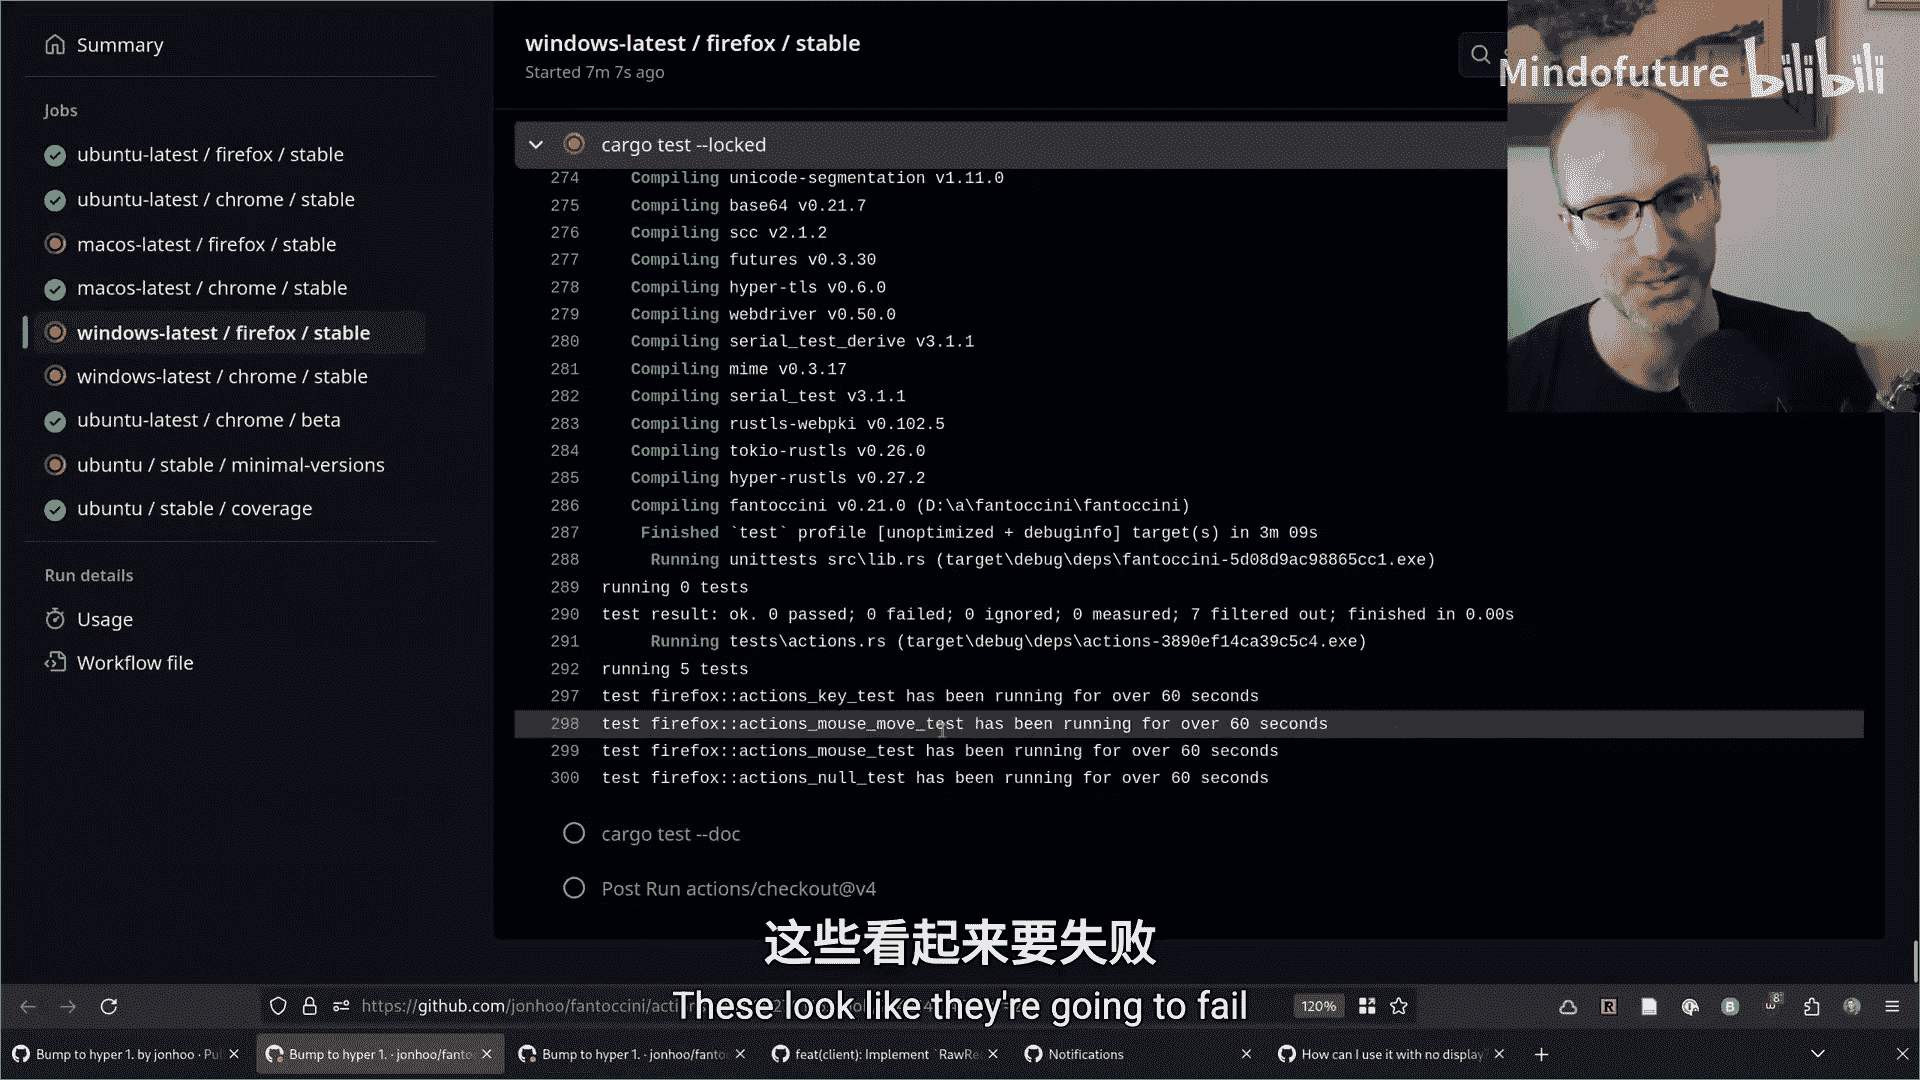 Summary
Jobs
ubuntu-latest / firefox / stable
ubuntu-latest / chrome / stable
macos-latest / firefox / stable
macos-latest / chrome / stable
windows-latest / firefox / stable
windows-latest / chrome / stable
ubuntu-latest / chrome / beta
ubuntu / stable / minimal-versions
ubuntu / stable / coverage
Run details
Usage
Workflow file
windows-latest / firefox / stable
Started 7m 7s ago
Mindofuture bilibili
cargo test --locked
274 Compiling unicode-segmentation v1.11.0
275 Compiling base64 v0.21.7
276 Compiling scc v2.1.2
277 Compiling futures v0.3.30
278 Compiling hyper-tls v0.6.0
279 Compiling webdriver v0.50.0
280 Compiling serial_test_derive v3.1.1
281 Compiling mime v0.3.17
282 Compiling serial_test v3.1.1
283 Compiling rustls-webpki v0.102.5
284 Compiling tokio-rustls v0.26.0
285 Compiling hyper-rustls v0.27.2
286 Compiling fantoccini v0.21.0 (D:\a\fantoccini\fantoccini)
287 Finished `test` profile [unoptimized + debuginfo] target(s) in 3m 09s
288 Running unittests src\lib.rs (target\debug\deps\fantoccini-5d08d9ac98865cc1.exe)
289 running 0 tests
290 test result: ok. 0 passed; 0 failed; 0 ignored; 0 measured; 7 filtered out; finished in 0.00s
291 Running tests\actions.rs (target\debug\deps\actions-3890ef14ca39c5c4.exe)
292 running 5 tests
297 test firefox::actions_key_test has been running for over 60 seconds
298 test firefox::actions_mouse_move_test has been running for over 60 seconds
299 test firefox::actions_mouse_test has been running for over 60 seconds
300 test firefox::actions_null_test has been running for over 60 seconds
cargo test --doc
Post Run actions/checkout@v4
这些看起来要失败
These look like they're going to fail
https://github.com/jonhoo/fantoccini/acti
120%
Bump to hyper 1. by jonhoo · Pu
Bump to hyper 1. · jonhoo/fanto
Bump to hyper 1. · jonhoo/fanto
feat(client): Implement `RawRe
Notifications
How can I use it with no display